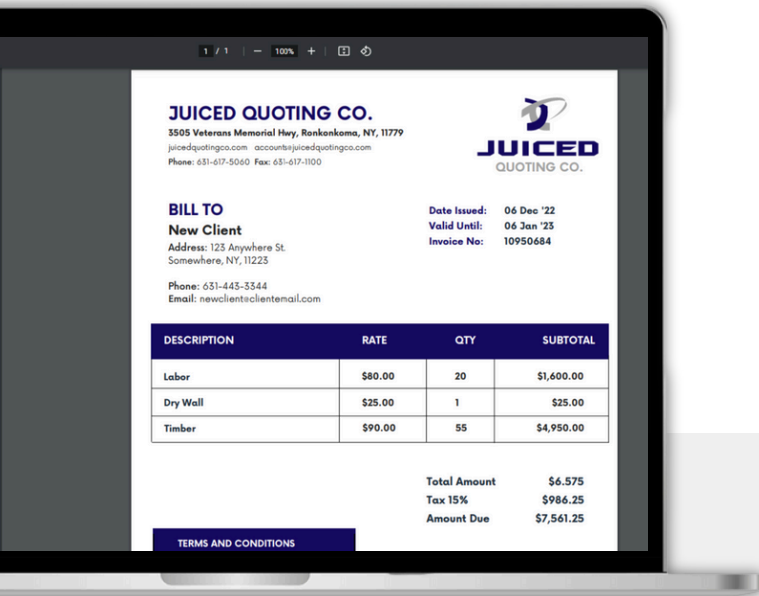 1 / 1 − 100% +
JUICED QUOTING CO.
3505 Veterans Memorial Hwy, Ronkonkoma, NY, 11779
juicedquotingco.com accounts@juicedquotingco.com
Phone: 631-617-5060 Fax: 631-617-1100
JUICED
QUOTING CO.
BILL TO
New Client
Address: 123 Anywhere St.
Somewhere, NY, 11223
Phone: 631-443-3344
Email: newclient@clientemail.com
Date Issued: 06 Dec '22
Valid Until: 06 Jan '23
Invoice No: 10950684
DESCRIPTION RATE QTY SUBTOTAL
Labor $80.00 20 $1,600.00
Dry Wall $25.00 1 $25.00
Timber $90.00 55 $4,950.00
Total Amount $6.575
Tax 15% $986.25
Amount Due $7,561.25
TERMS AND CONDITIONS